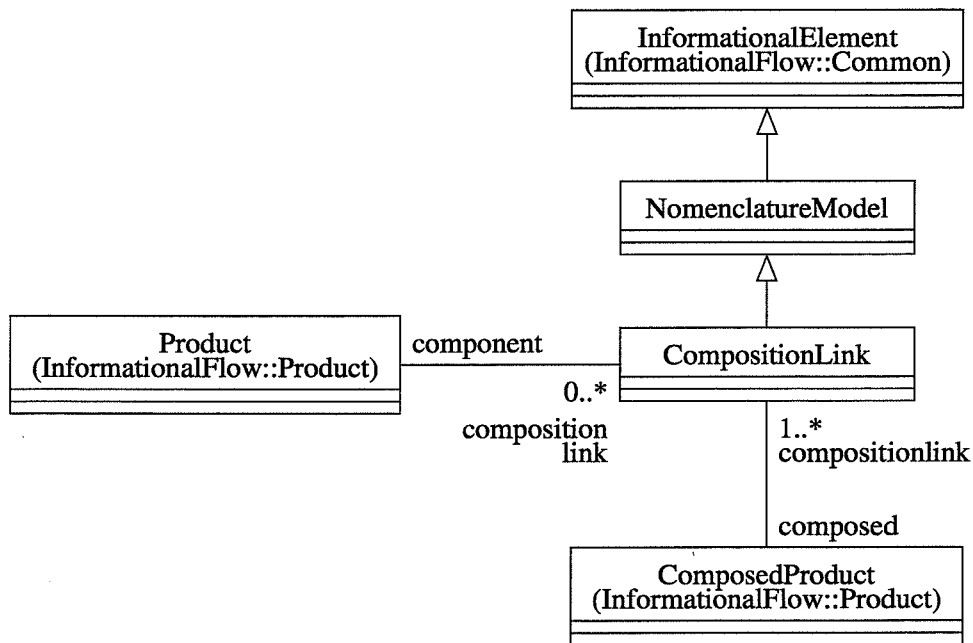 InformationalElement
(InformationalFlow::Common)
NomenclatureModel
Product
(InformationalFlow::Product)
component
CompositionLink
0..*
composition
link
1..*
compositionlink
composed
ComposedProduct
(InformationalFlow::Product)